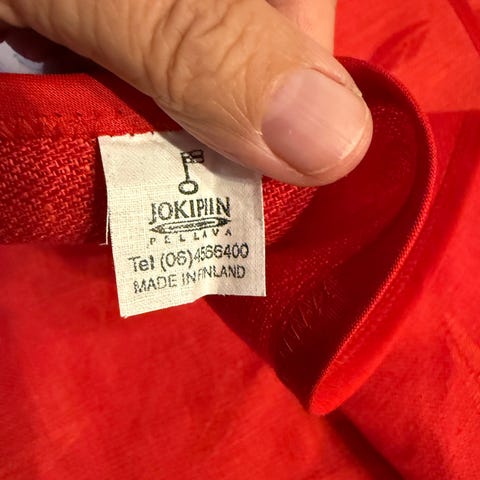 JOKIPIIN
PELLAVA
Tel (06)4566400
MADE IN FINLAND